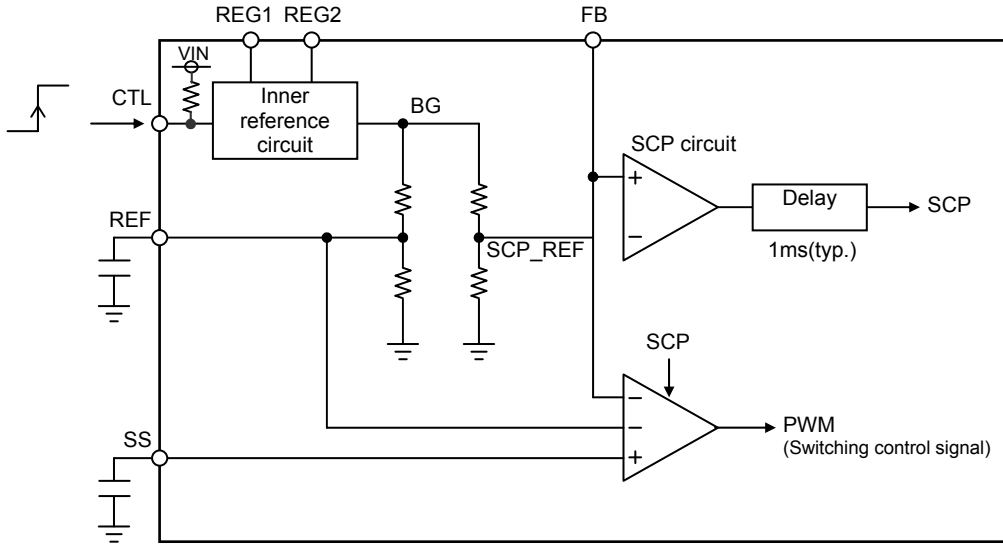 REG1 REG2 FB
VIN
CTL
Inner
reference
circuit
BG
SCP circuit
+
−
Delay
SCP
1ms(typ.)
REF
SCP_REF
SCP
−
−
+
PWM
(Switching control signal)
SS